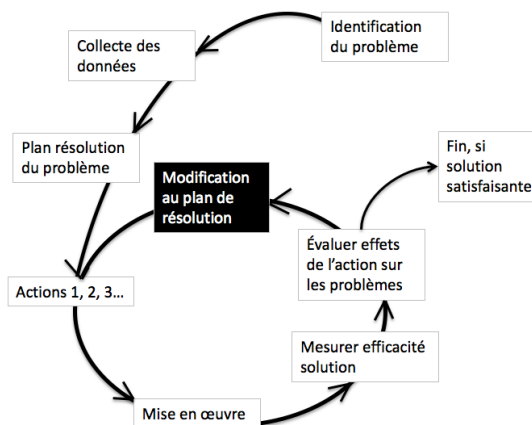 Identification
du problème
Collecte des
données
Plan résolution
du problème
Modification
au plan de
résolution
Fin, si
solution
satisfaisante
Évaluer effets
de l’action sur
les problèmes
Actions 1, 2, 3...
Mesurer efficacité
solution
Mise en œuvre